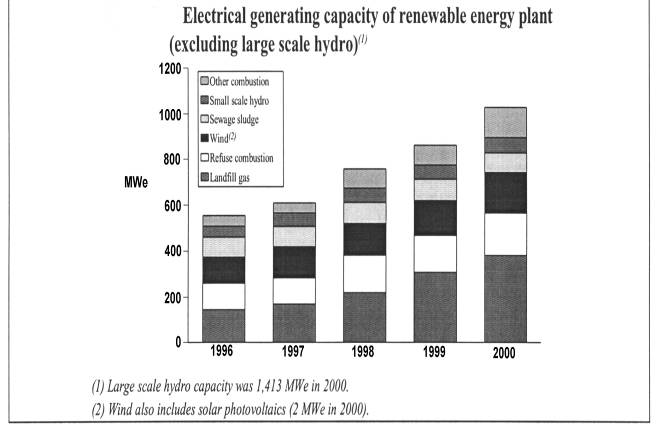 Electrical generating capacity of renewable energy plant
(excluding large scale hydro)(1)
1200
1000
800
600
400
200
0
MWe
Other combustion
Small scale hydro
Sewage sludge
Wind(2)
Refuse combustion
Landfill gas
1996 1997 1998 1999 2000
(1) Large scale hydro capacity was 1,413 MWe in 2000.
(2) Wind also includes solar photovoltaics (2 MWe in 2000).